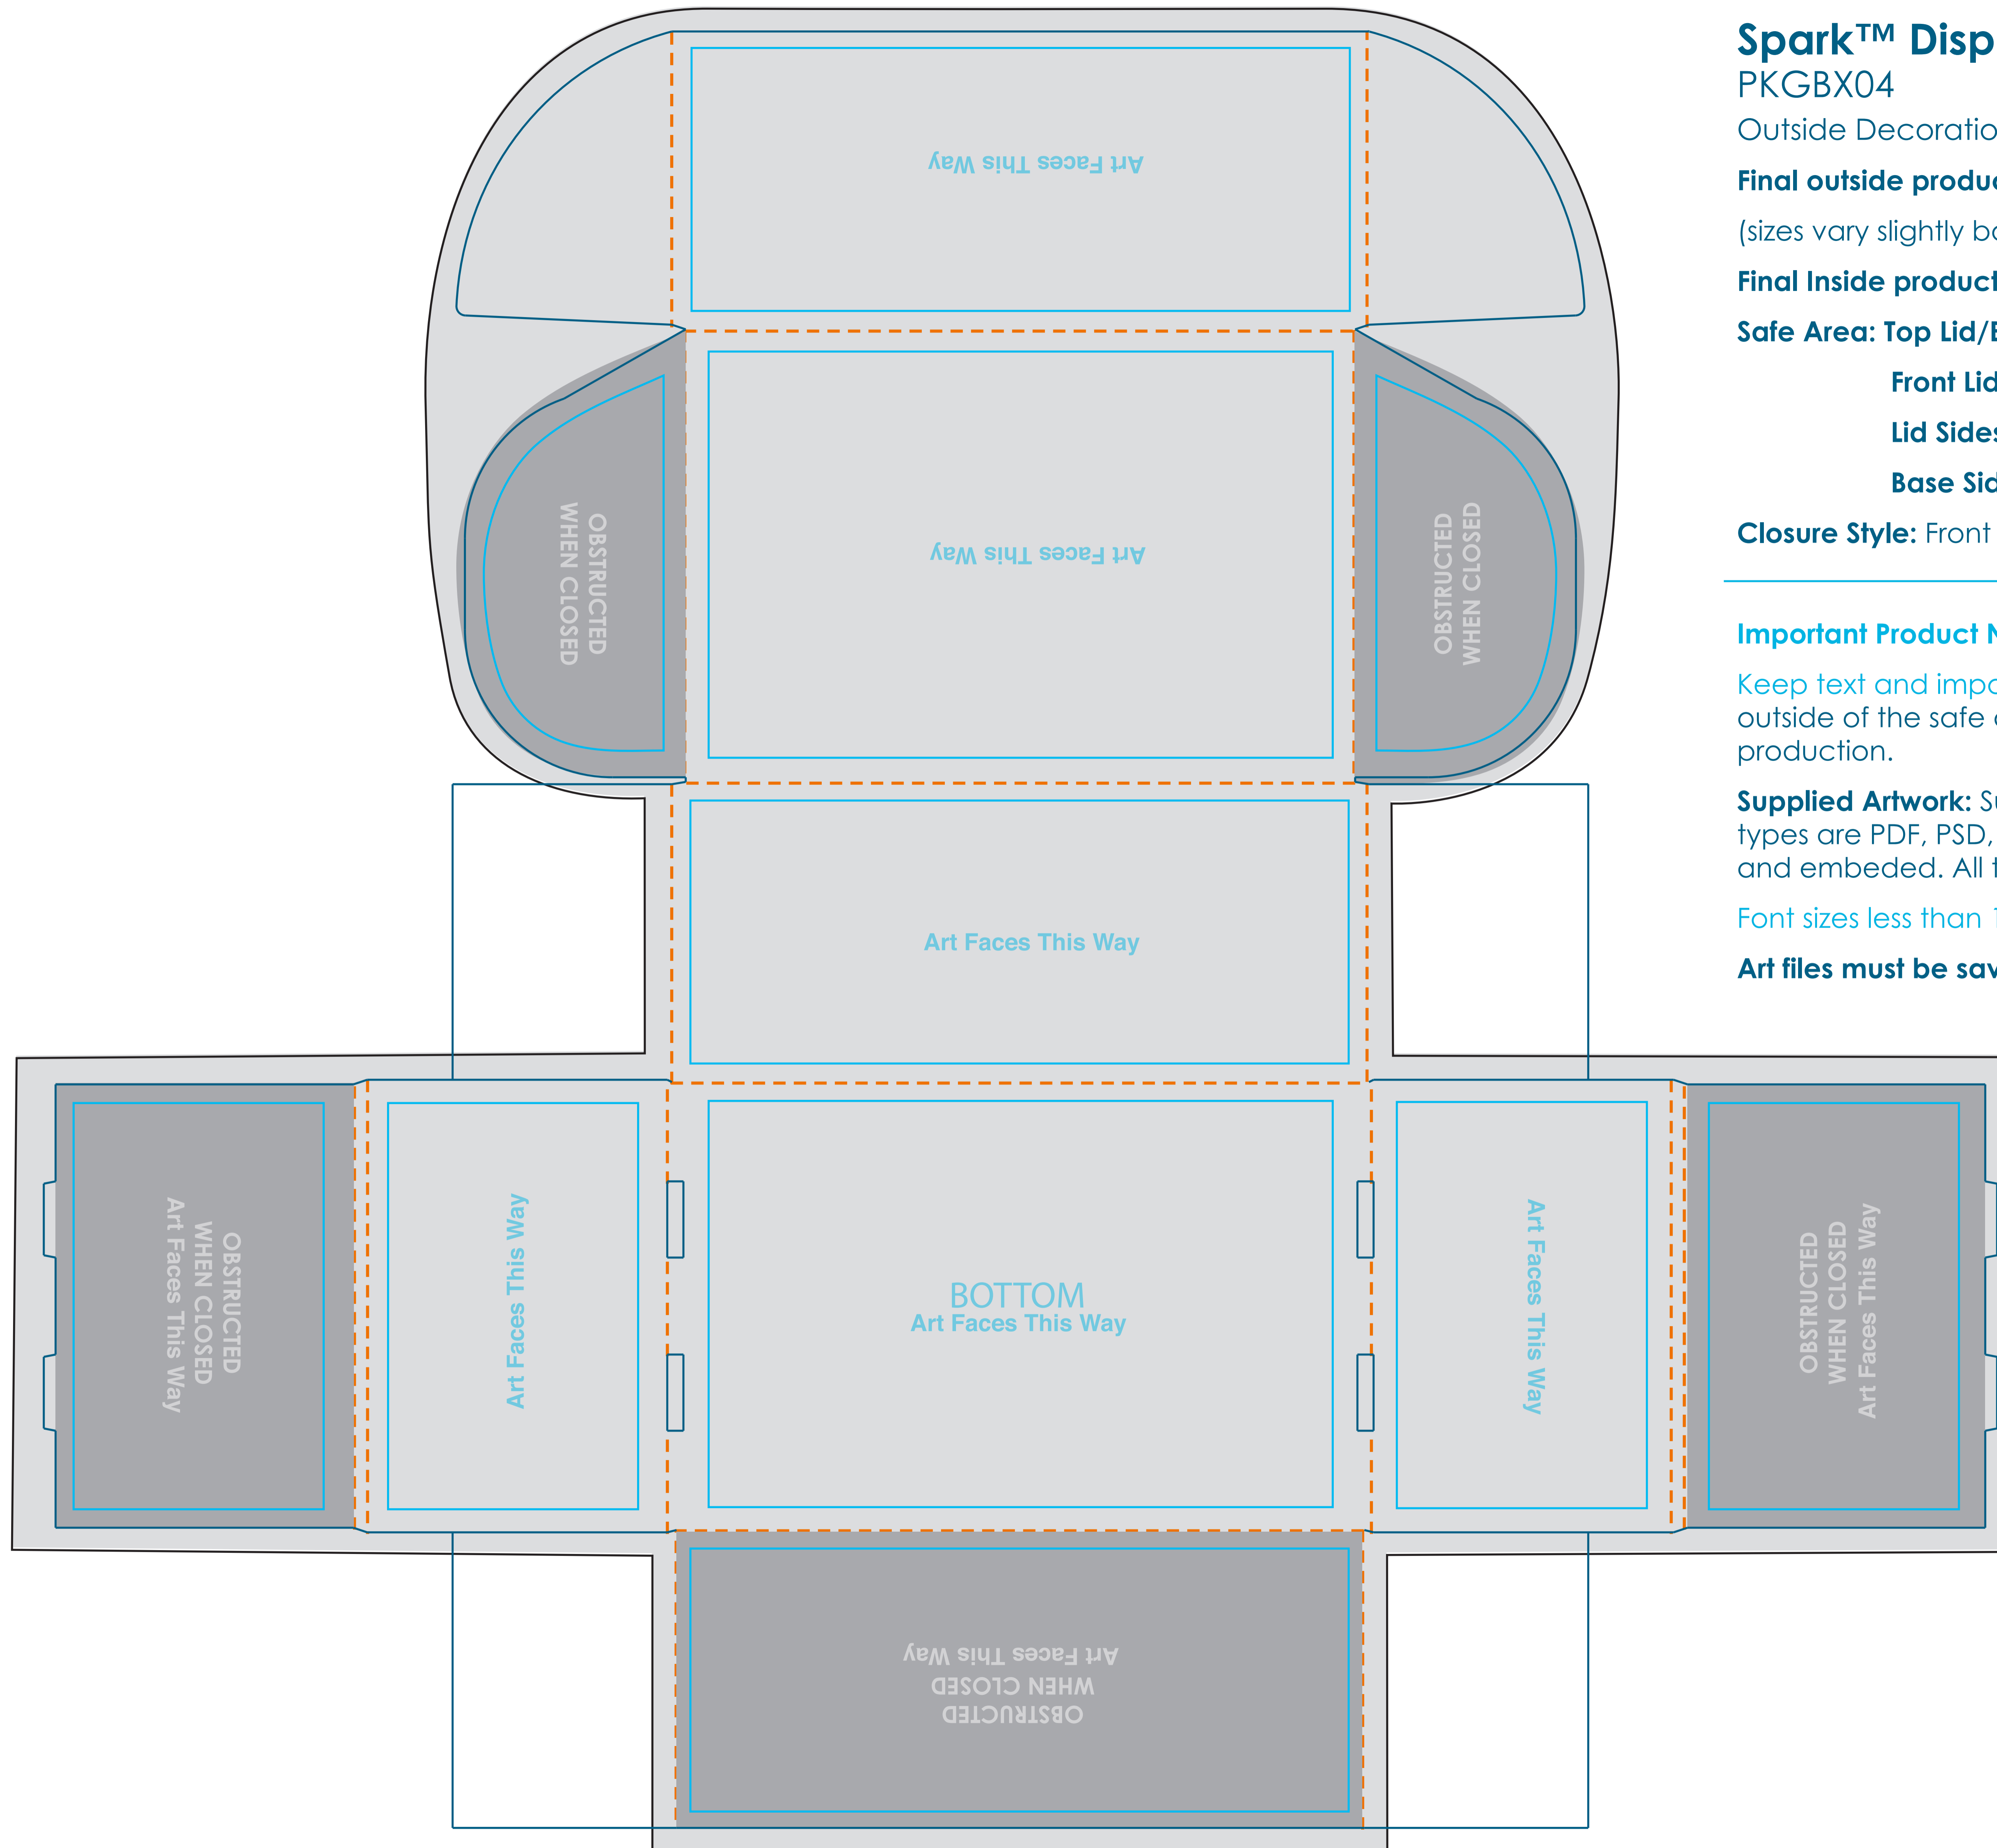 Spark™ Disp
PKGBX04
Outside Decoratio
Final outside produc
(sizes vary slightly ba
Final Inside product
Safe Area: Top Lid/B
Front Lid
Lid Sides
Base Sid
Closure Style: Front
Important Product N
Keep text and impo
outside of the safe a
production.
Supplied Artwork: Su
types are PDF, PSD,
and embeded. All t
Font sizes less than 1
Art files must be sav
Art Faces This Way
OBSTRUCTED
WHEN CLOSED
Art Faces This Way
OBSTRUCTED
WHEN CLOSED
Art Faces This Way
OBSTRUCTED
WHEN CLOSED
Art Faces This Way
Art Faces This Way
BOTTOM
Art Faces This Way
Art Faces This Way
OBSTRUCTED
WHEN CLOSED
Art Faces This Way
OBSTRUCTED
WHEN CLOSED
Art Faces This Way